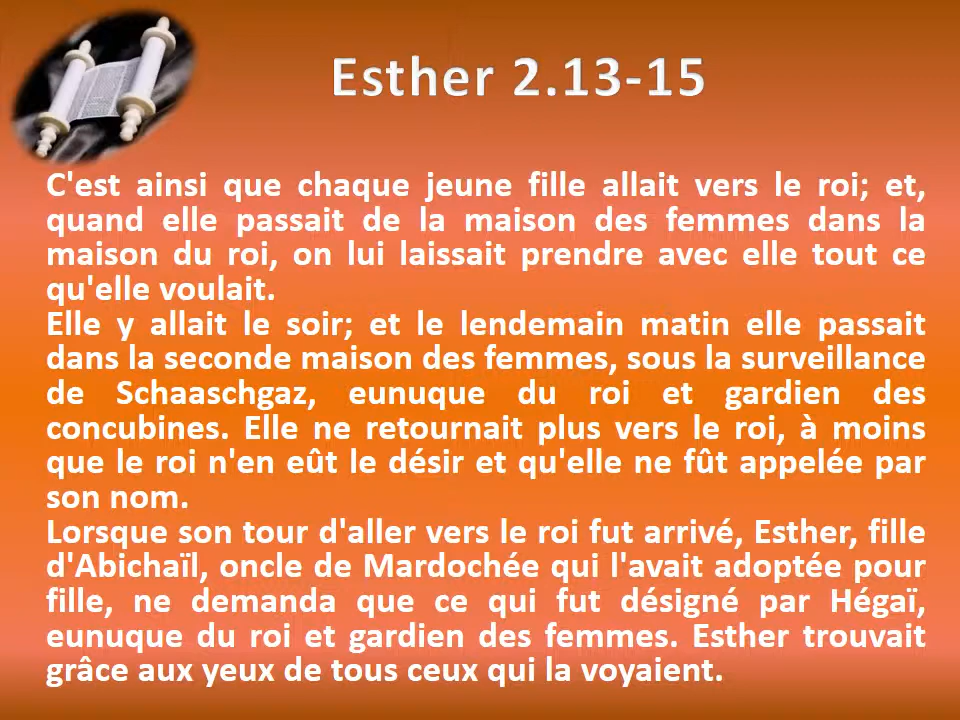 Esther 2.13-15
C'est ainsi que chaque jeune fille allait vers le roi; et,
quand elle passait de la maison des femmes dans la
maison du roi, on lui laissait prendre avec elle tout ce
qu'elle voulait.
Elle y allait le soir; et le lendemain matin elle passait
dans la seconde maison des femmes, sous la surveillance
de Schaaschgaz, eunuque du roi et gardien des
concubines. Elle ne retournait plus vers le roi, à moins
que le roi n'en eût le désir et qu'elle ne fût appelée par
son nom.
Lorsque son tour d'aller vers le roi fut arrivé, Esther, fille
d'Abichaïl, oncle de Mardochée qui l'avait adoptée pour
fille, ne demanda que ce qui fut désigné par Hégaï,
eunuque du roi et gardien des femmes. Esther trouvait
grâce aux yeux de tous ceux qui la voyaient.